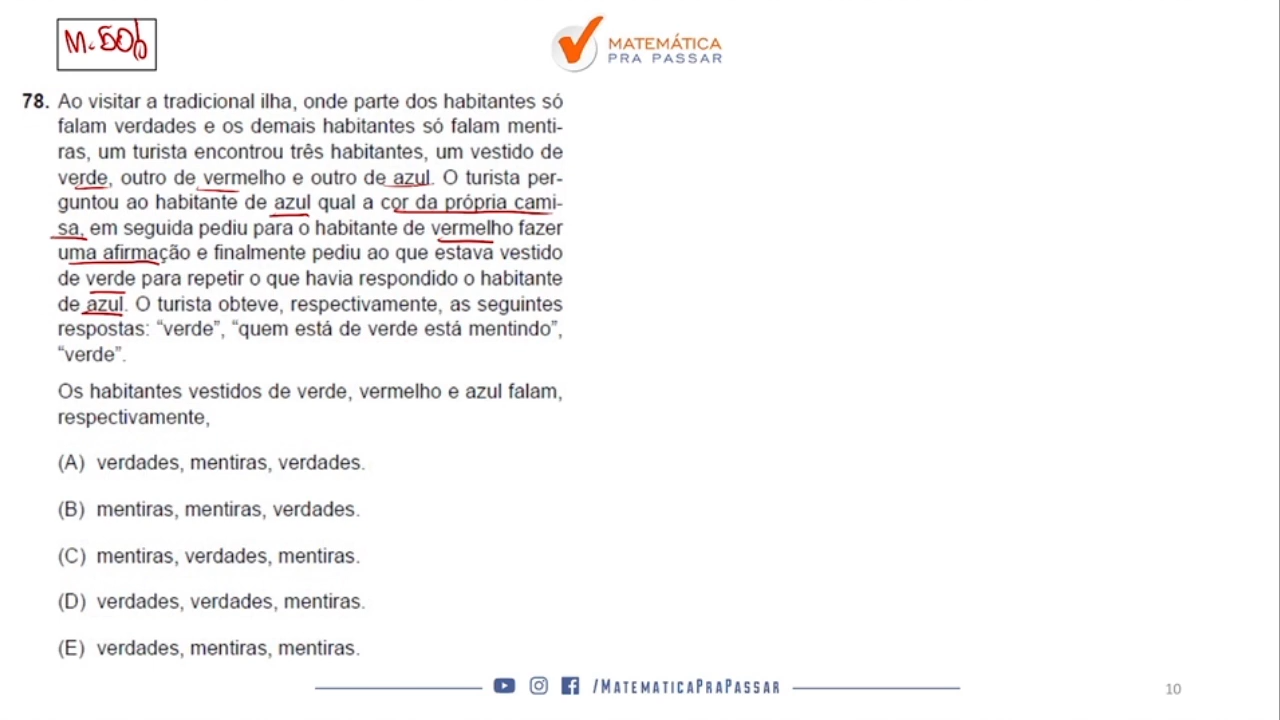 M.506
MATEMÁTICA
PRA PASSAR
78. Ao visitar a tradicional ilha, onde parte dos habitantes só
falam verdades e os demais habitantes só falam menti-
ras, um turista encontrou três habitantes, um vestido de
verde, outro de vermelho e outro de azul. O turista per-
guntou ao habitante de azul qual a cor da própria cami-
sa, em seguida pediu para o habitante de vermelho fazer
uma afirmação e finalmente pediu ao que estava vestido
de verde para repetir o que havia respondido o habitante
de azul. O turista obteve, respectivamente, as seguintes
respostas: “verde”, “quem está de verde está mentindo”,
“verde”.
Os habitantes vestidos de verde, vermelho e azul falam,
respectivamente,
(A) verdades, mentiras, verdades.
(B) mentiras, mentiras, verdades.
(C) mentiras, verdades, mentiras.
(D) verdades, verdades, mentiras.
(E) verdades, mentiras, mentiras.
/MATEMATICAPRAPASSAR
10